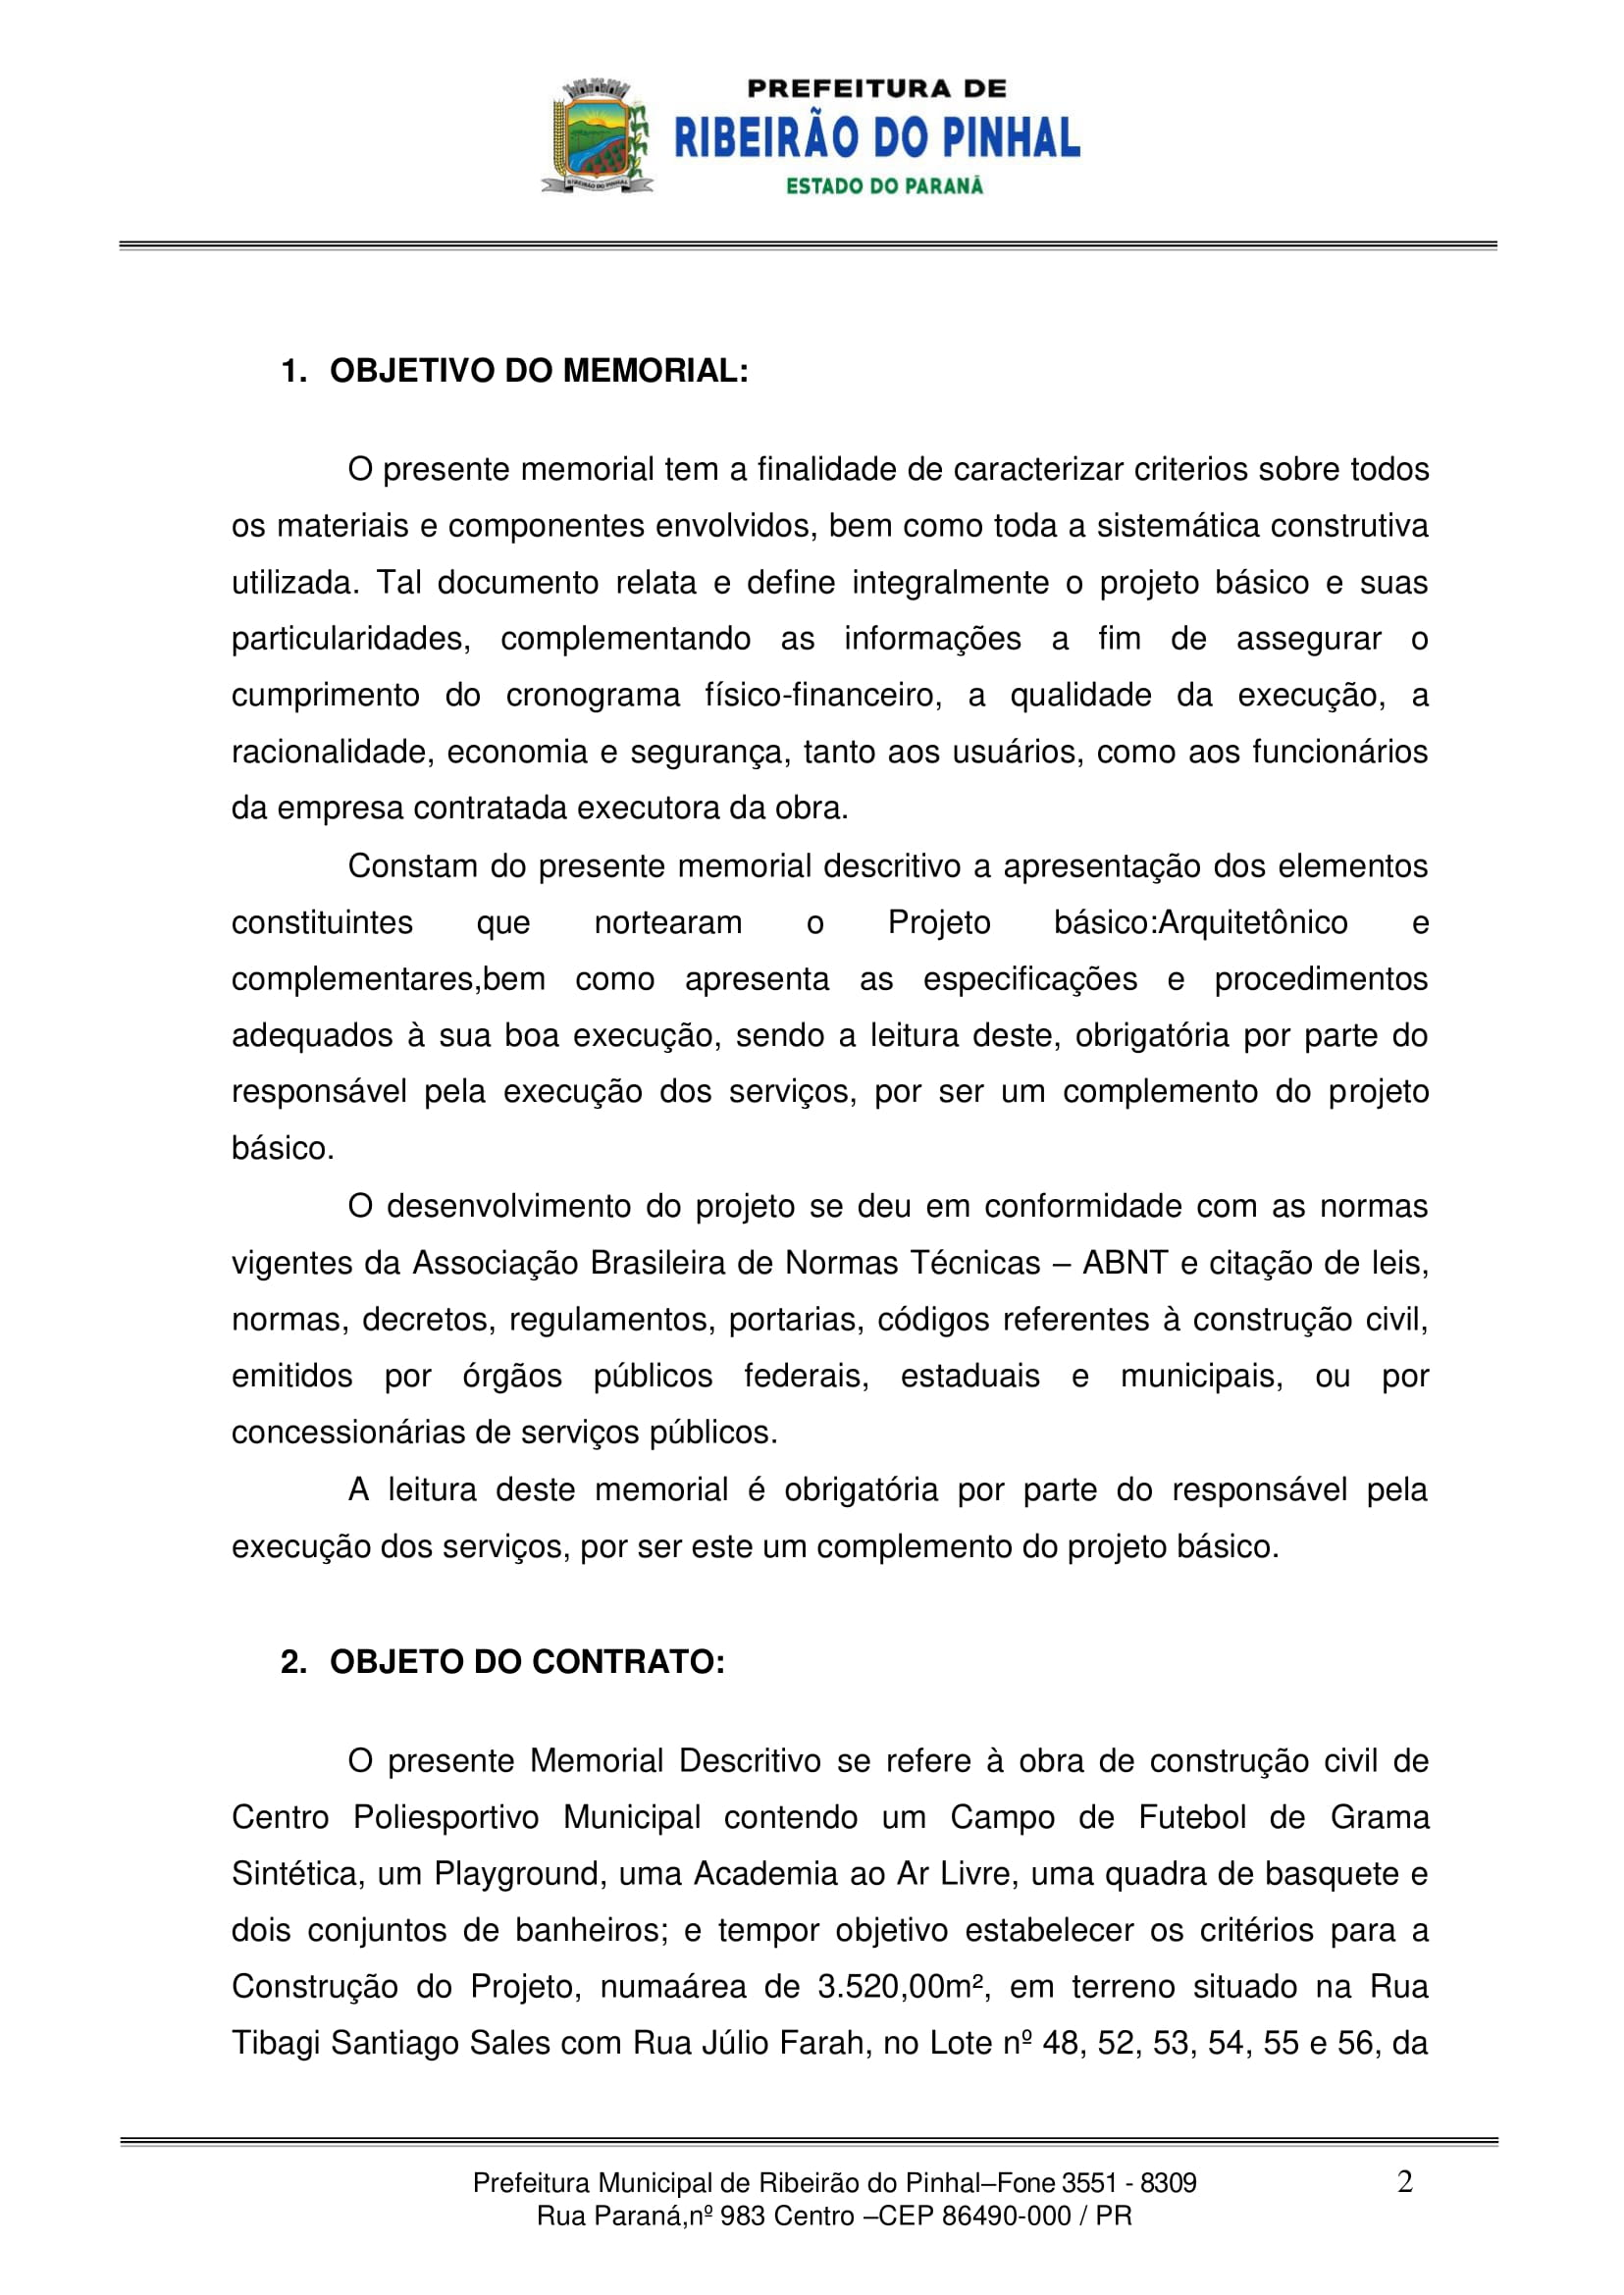 PREFEITURA DE
RIBEIRÃO DO PINHAL
ESTADO DO PARANÁ
RIBEIRÃO DO PINHAL
1. OBJETIVO DO MEMORIAL:
O presente memorial tem a finalidade de caracterizar criterios sobre todos
os materiais e componentes envolvidos, bem como toda a sistemática construtiva
utilizada. Tal documento relata e define integralmente o projeto básico e suas
particularidades, complementando as informações a fim de assegurar o
cumprimento do cronograma físico-financeiro, a qualidade da execução, a
racionalidade, economia e segurança, tanto aos usuários, como aos funcionários
da empresa contratada executora da obra.
Constam do presente memorial descritivo a apresentação dos elementos
constituintes que nortearam o Projeto básico:Arquitetônico e
complementares,bem como apresenta as especificações e procedimentos
adequados à sua boa execução, sendo a leitura deste, obrigatória por parte do
responsável pela execução dos serviços, por ser um complemento do projeto
básico.
O desenvolvimento do projeto se deu em conformidade com as normas
vigentes da Associação Brasileira de Normas Técnicas – ABNT e citação de leis,
normas, decretos, regulamentos, portarias, códigos referentes à construção civil,
emitidos por órgãos públicos federais, estaduais e municipais, ou por
concessionárias de serviços públicos.
A leitura deste memorial é obrigatória por parte do responsável pela
execução dos serviços, por ser este um complemento do projeto básico.
2. OBJETO DO CONTRATO:
O presente Memorial Descritivo se refere à obra de construção civil de
Centro Poliesportivo Municipal contendo um Campo de Futebol de Grama
Sintética, um Playground, uma Academia ao Ar Livre, uma quadra de basquete e
dois conjuntos de banheiros; e tempor objetivo estabelecer os critérios para a
Construção do Projeto, numaárea de 3.520,00m², em terreno situado na Rua
Tibagi Santiago Sales com Rua Júlio Farah, no Lote nº 48, 52, 53, 54, 55 e 56, da
Prefeitura Municipal de Ribeirão do Pinhal–Fone 3551 - 8309
2
Rua Paraná,nº 983 Centro –CEP 86490-000 / PR